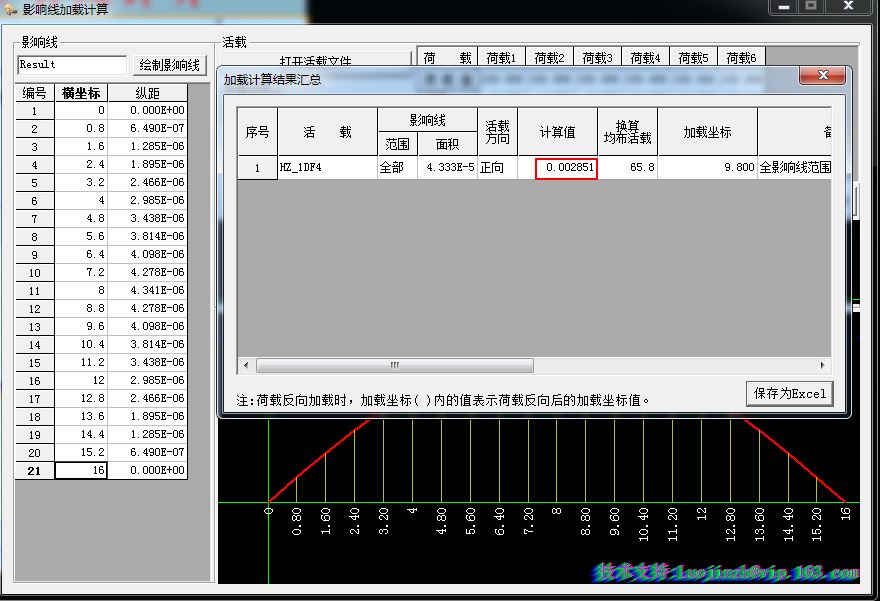 影响线加载计算
影响线
Result
绘制影响线
活载
打开活载文件
荷 载 荷载1 荷载2 荷载3 荷载4 荷载5 荷载6
编号 横坐标 纵距
1 0 0.000E+00
2 0.8 6.490E-07
3 1.6 1.285E-06
4 2.4 1.895E-06
5 3.2 2.466E-06
6 4 2.985E-06
7 4.8 3.438E-06
8 5.6 3.814E-06
9 6.4 4.098E-06
10 7.2 4.278E-06
11 8 4.341E-06
12 8.8 4.278E-06
13 9.6 4.098E-06
14 10.4 3.814E-06
15 11.2 3.438E-06
16 12 2.985E-06
17 12.8 2.466E-06
18 13.6 1.895E-06
19 14.4 1.285E-06
20 15.2 6.490E-07
21 16 0.000E+00
加载计算结果汇总
序号 活 载 影响线 范围 面积 活载方向 计算值 换算均布活载 加载坐标
1 HZ_1DF4 全部 4.333E-5 正向 0.002851 65.8 9.800 全影响线范围
注:荷载反向加载时，加载坐标( )内的值表示荷载反向后的加载坐标值。
保存为Excel
0 0.80 1.60 2.40 3.20 4 4.80 5.60 6.40 7.20 8 8.80 9.60 10.40 11.20 12 12.80 13.60 14.40 15.20 16
技术支持:luojinzh@vip.163.com